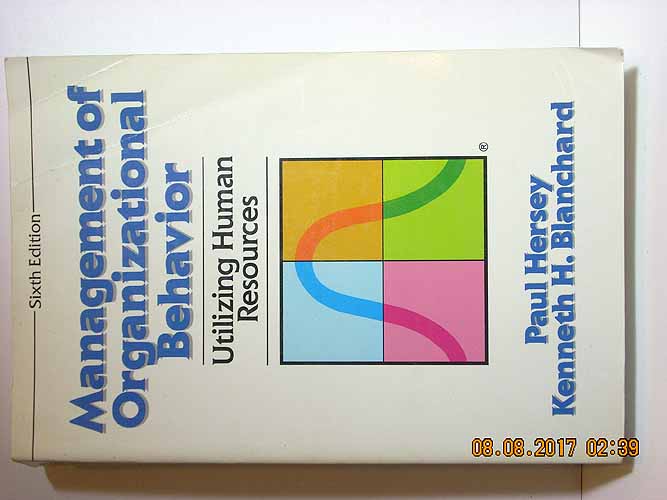 Sixth Edition
Management of
Organizational
Behavior
Utilizing Human
Resources
®
Paul Hersey
Kenneth H. Blanchard
08.08.2017 02:39